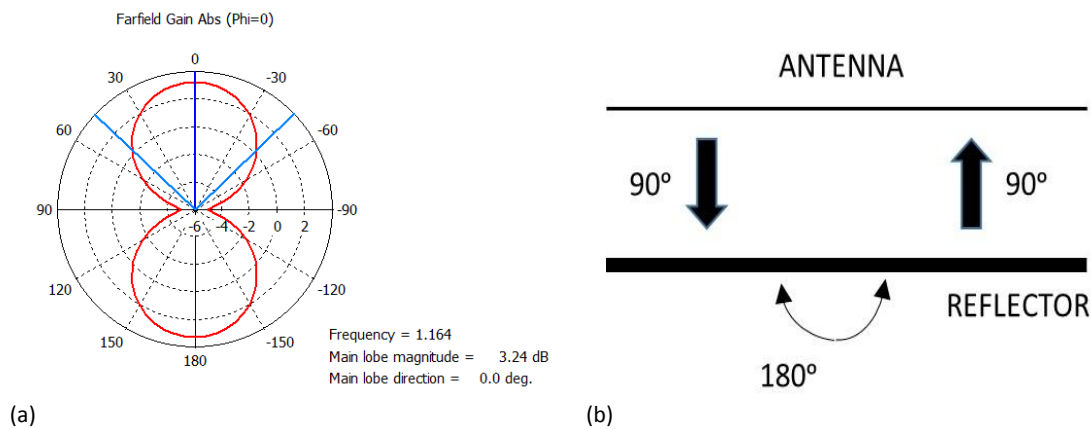 Farfield Gain Abs (Phi=0)
0
30 -30
60 -60
90 -90
-6 -4 -2 0 2
120 -120
150 -150
180
Frequency = 1.164
Main lobe magnitude = 3.24 dB
Main lobe direction = 0.0 deg.
(a)
ANTENNA
90º 90º
REFLECTOR
180º
(b)